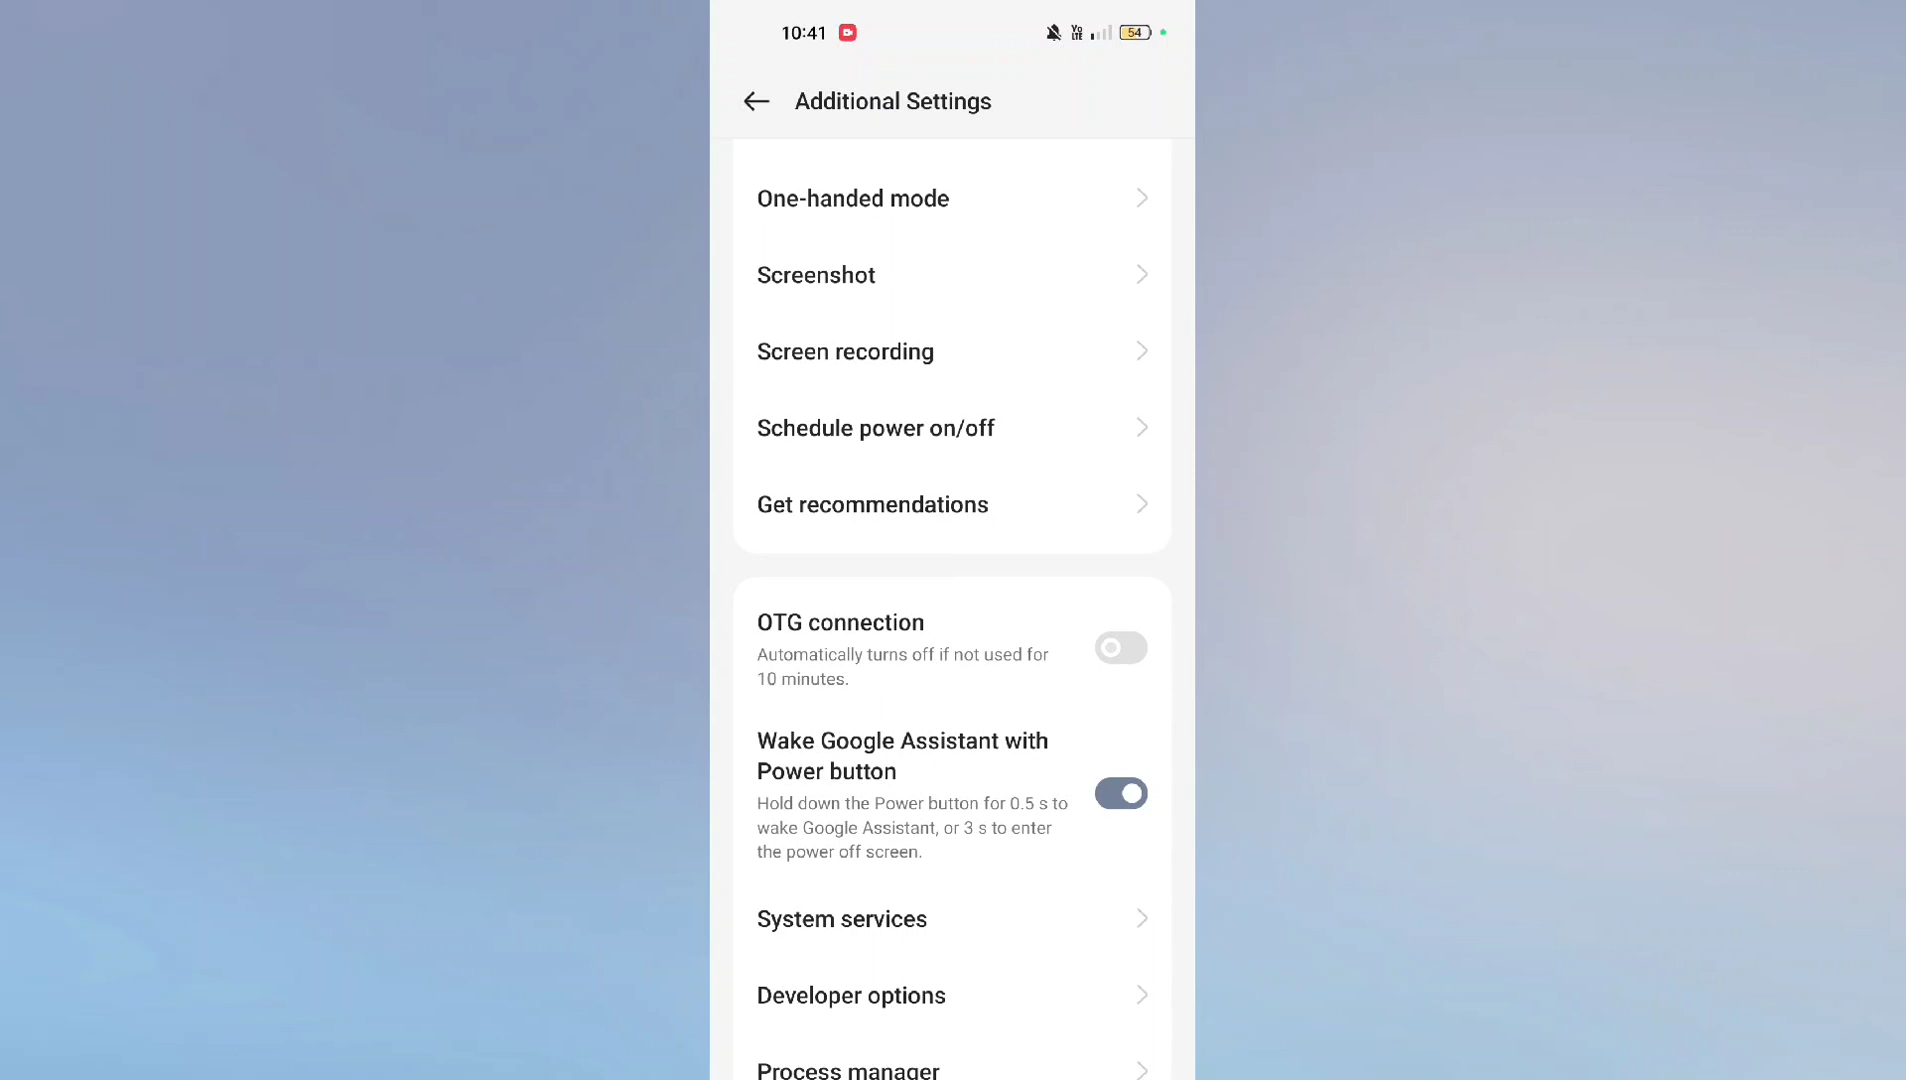 10:41
Vo
LTE
54
Additional Settings
One-handed mode
Screenshot
Screen recording
Schedule power on/off
Get recommendations
OTG connection
Automatically turns off if not used for
10 minutes.
Wake Google Assistant with
Power button
Hold down the Power button for 0.5 s to
wake Google Assistant, or 3 s to enter
the power off screen.
System services
Developer options
Process manager